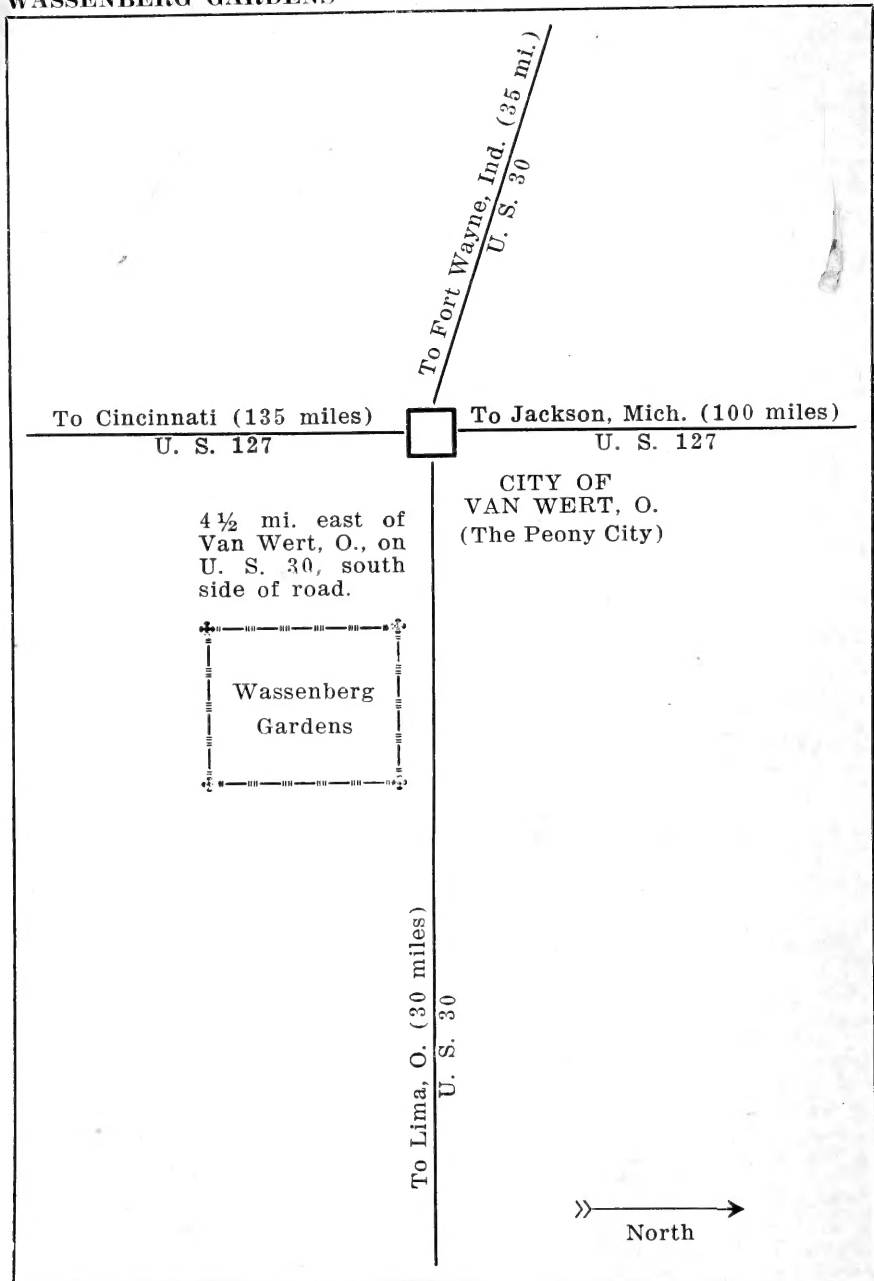 WASSENBERG GARDENS
To Fort Wayne, Ind. (35 mi.)
U. S. 30
To Cincinnati (135 miles)
U. S. 127
To Jackson, Mich. (100 miles)
U. S. 127
CITY OF
VAN WERT, O.
(The Peony City)
4½ mi. east of
Van Wert, O., on
U. S. 30, south
side of road.
Wassenberg
Gardens
To Lima, O. (30 miles)
U. S. 30
North